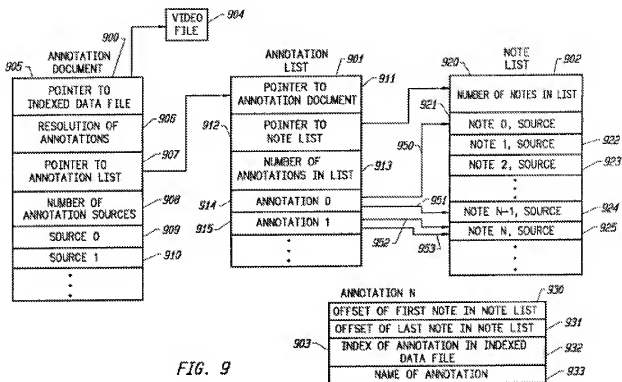 VIDEO
FILE
904
900
905
ANNOTATION
DOCUMENT
POINTER TO
INDEXED DATA FILE
RESOLUTION OF
ANNOTATIONS
906
POINTER TO
ANNOTATION LIST
907
NUMBER OF
ANNOTATION SOURCES
908
SOURCE 0
909
SOURCE 1
910
ANNOTATION
LIST
901
POINTER TO
ANNOTATION DOCUMENT
911
912
POINTER TO
NOTE LIST
NUMBER OF
ANNOTATIONS IN LIST
913
914
ANNOTATION 0
915
ANNOTATION 1
950
951
952
953
920
NOTE
LIST
902
NUMBER OF NOTES IN LIST
921
NOTE 0, SOURCE
NOTE 1, SOURCE
922
NOTE 2, SOURCE
923
NOTE N-1, SOURCE
924
NOTE N, SOURCE
925
ANNOTATION N
903
OFFSET OF FIRST NOTE IN NOTE LIST
930
OFFSET OF LAST NOTE IN NOTE LIST
931
INDEX OF ANNOTATION IN INDEXED
DATA FILE
932
NAME OF ANNOTATION
933
FIG. 9